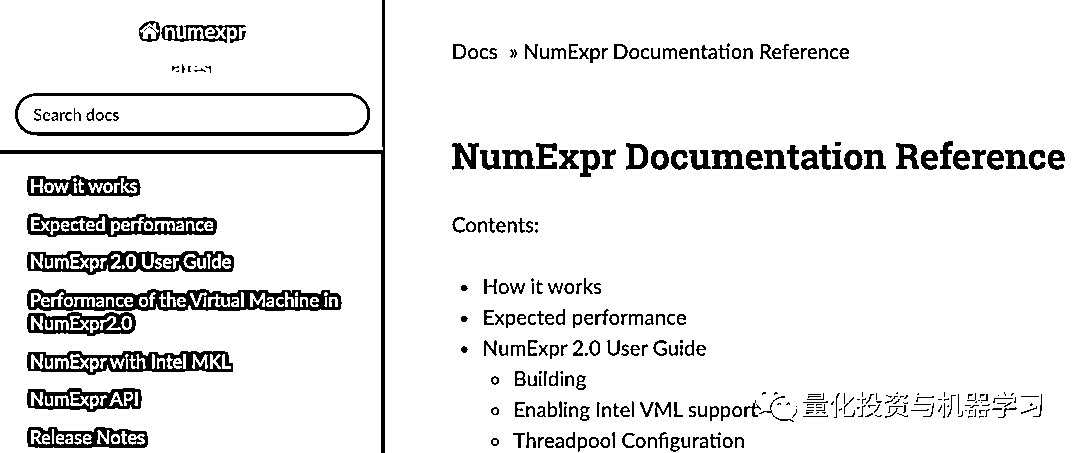 numexpr
Search docs
How it works
Expected performance
NumExpr 2.0 User Guide
Performance of the Virtual Machine in
NumExpr2.0
NumExpr with Intel MKL
NumExpr API
Release Notes
Docs » NumExpr Documentation Reference
NumExpr Documentation Reference
Contents:
• How it works
• Expected performance
• NumExpr 2.0 User Guide
◦ Building
◦ Enabling Intel VML support
◦ Threadpool Configuration
量化投资与机器学习